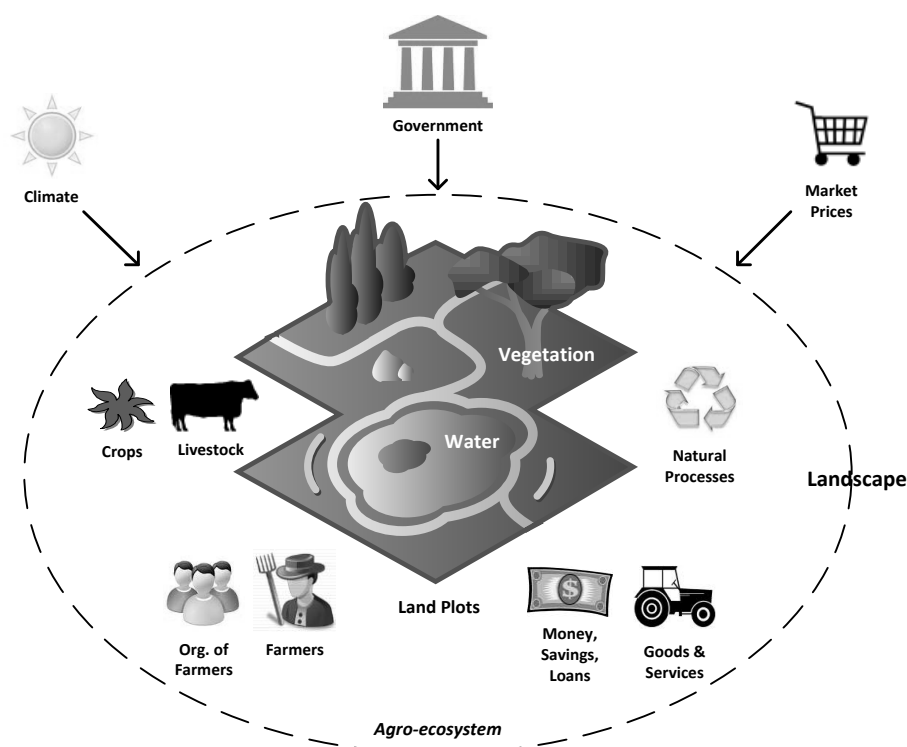 Government
Climate
Market
Prices
Vegetation
Water
Crops
Livestock
Natural
Processes
Landscape
Org. of
Farmers
Farmers
Land Plots
$
Money,
Savings,
Loans
Goods &
Services
Agro-ecosystem